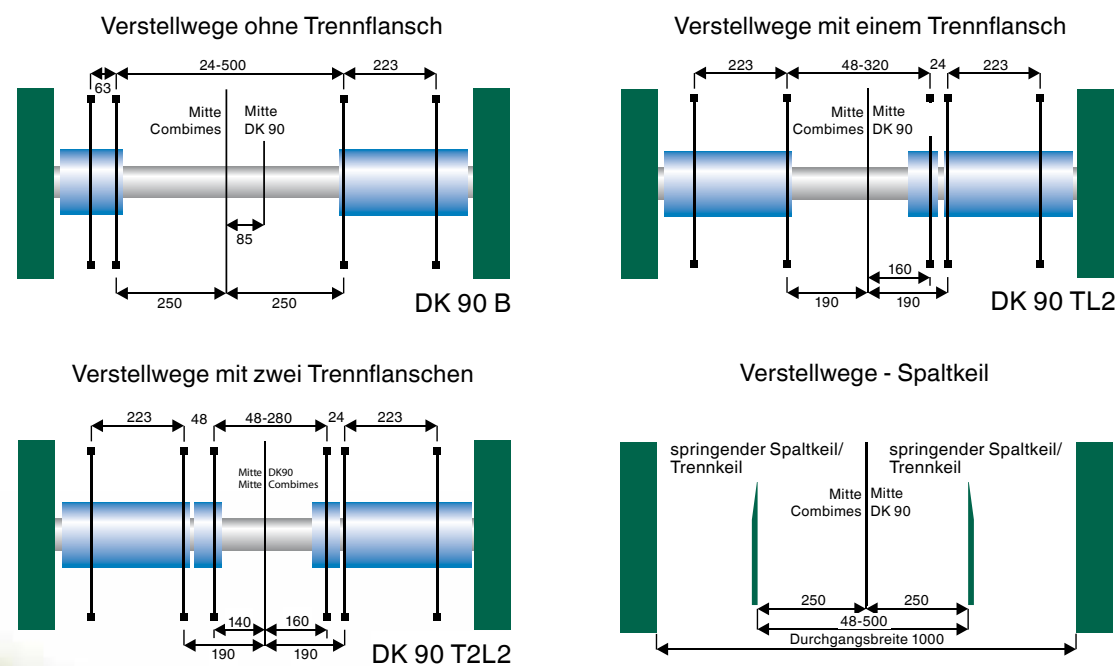 Verstellwege ohne Trennflansch
63
24-500
223
Mitte
Combimes
Mitte
DK 90
85
250
250
DK 90 B
Verstellwege mit einem Trennflansch
223
48-320
24
223
Mitte
Combimes
Mitte
DK 90
160
190
190
DK 90 TL2
Verstellwege mit zwei Trennflanschen
223
48
48-280
24
223
Mitte DK90
Mitte Combimes
140
160
190
190
DK 90 T2L2
Verstellwege - Spaltkeil
springender Spaltkeil/
Trennkeil
springender Spaltkeil/
Trennkeil
Mitte
Combimes
Mitte
DK 90
250
250
48-500
Durchgangsbreite 1000